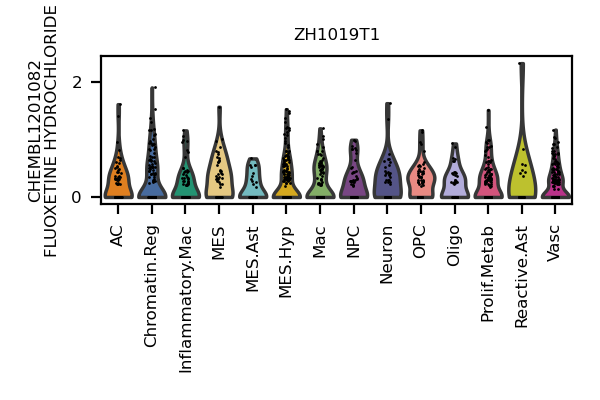 ZH1019T1
CHEMBL1201082
FLUOXETINE HYDROCHLORIDE
2
0
AC
Chromatin.Reg
Inflammatory.Mac
MES
MES.Ast
MES.Hyp
Mac
NPC
Neuron
OPC
Oligo
Prolif.Metab
Reactive.Ast
Vasc